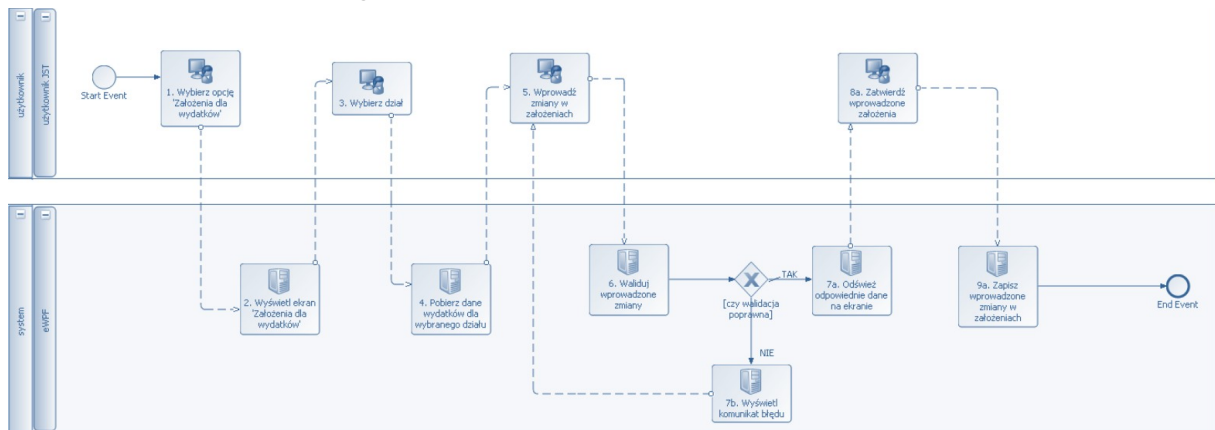 użytkownik
użytkownik JST
Start Event
1. Wybierz opcję
'Założenia dla
wydatków'
3. Wybierz dział
5. Wprowadź
zmiany w
założeniach
8a. Zatwierdź
wprowadzone
założenia
system
eWPF
2. Wyświetl ekran
'Założenia dla
wydatków'
4. Pobierz dane
wydatków dla
wybranego działu
6. Waliduj
wprowadzone
zmiany
[czy walidacja
poprawna]
TAK
NIE
7a. Odśwież
odpowiednie dane
na ekranie
7b. Wyświetl
komunikat błędu
9a. Zapisz
wprowadzone
zmiany w
założeniach
End Event